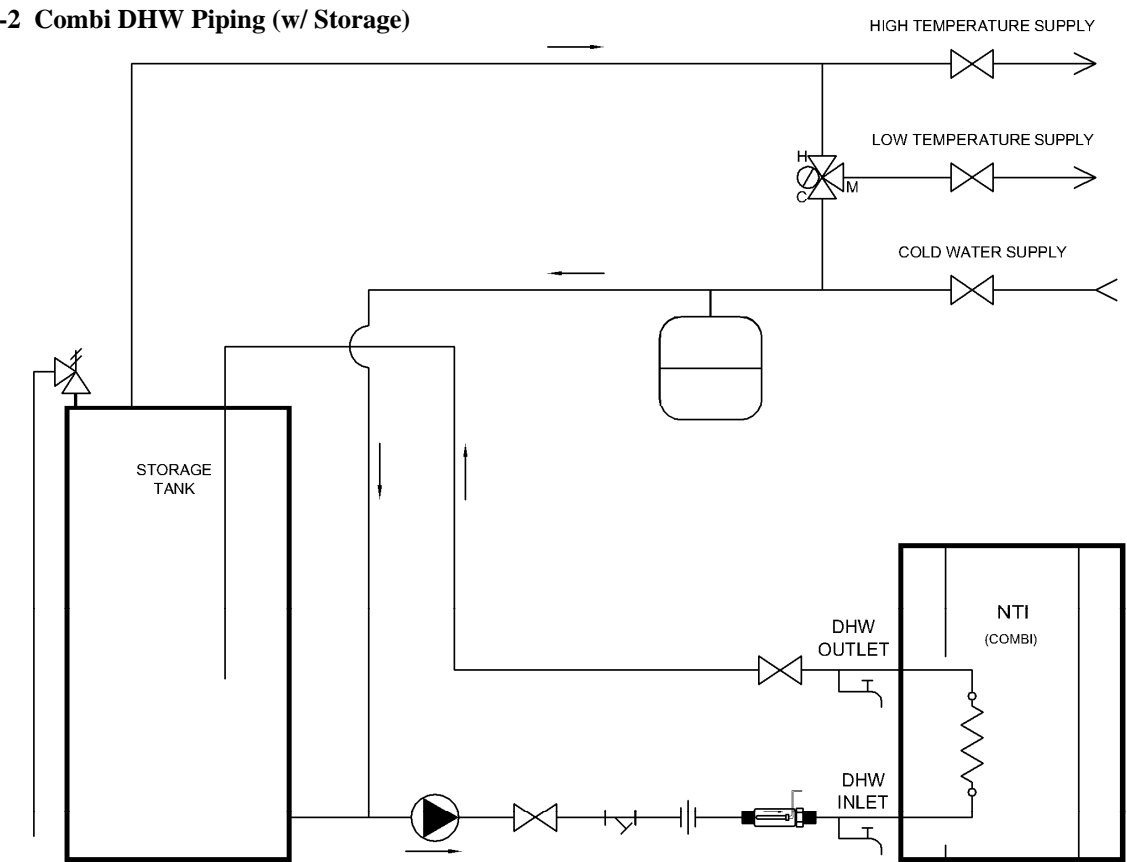 -2 Combi DHW Piping (w/ Storage)
HIGH TEMPERATURE SUPPLY
LOW TEMPERATURE SUPPLY
H
M
C
COLD WATER SUPPLY
STORAGE
TANK
NTI
(COMBI)
DHW
OUTLET
DHW
INLET